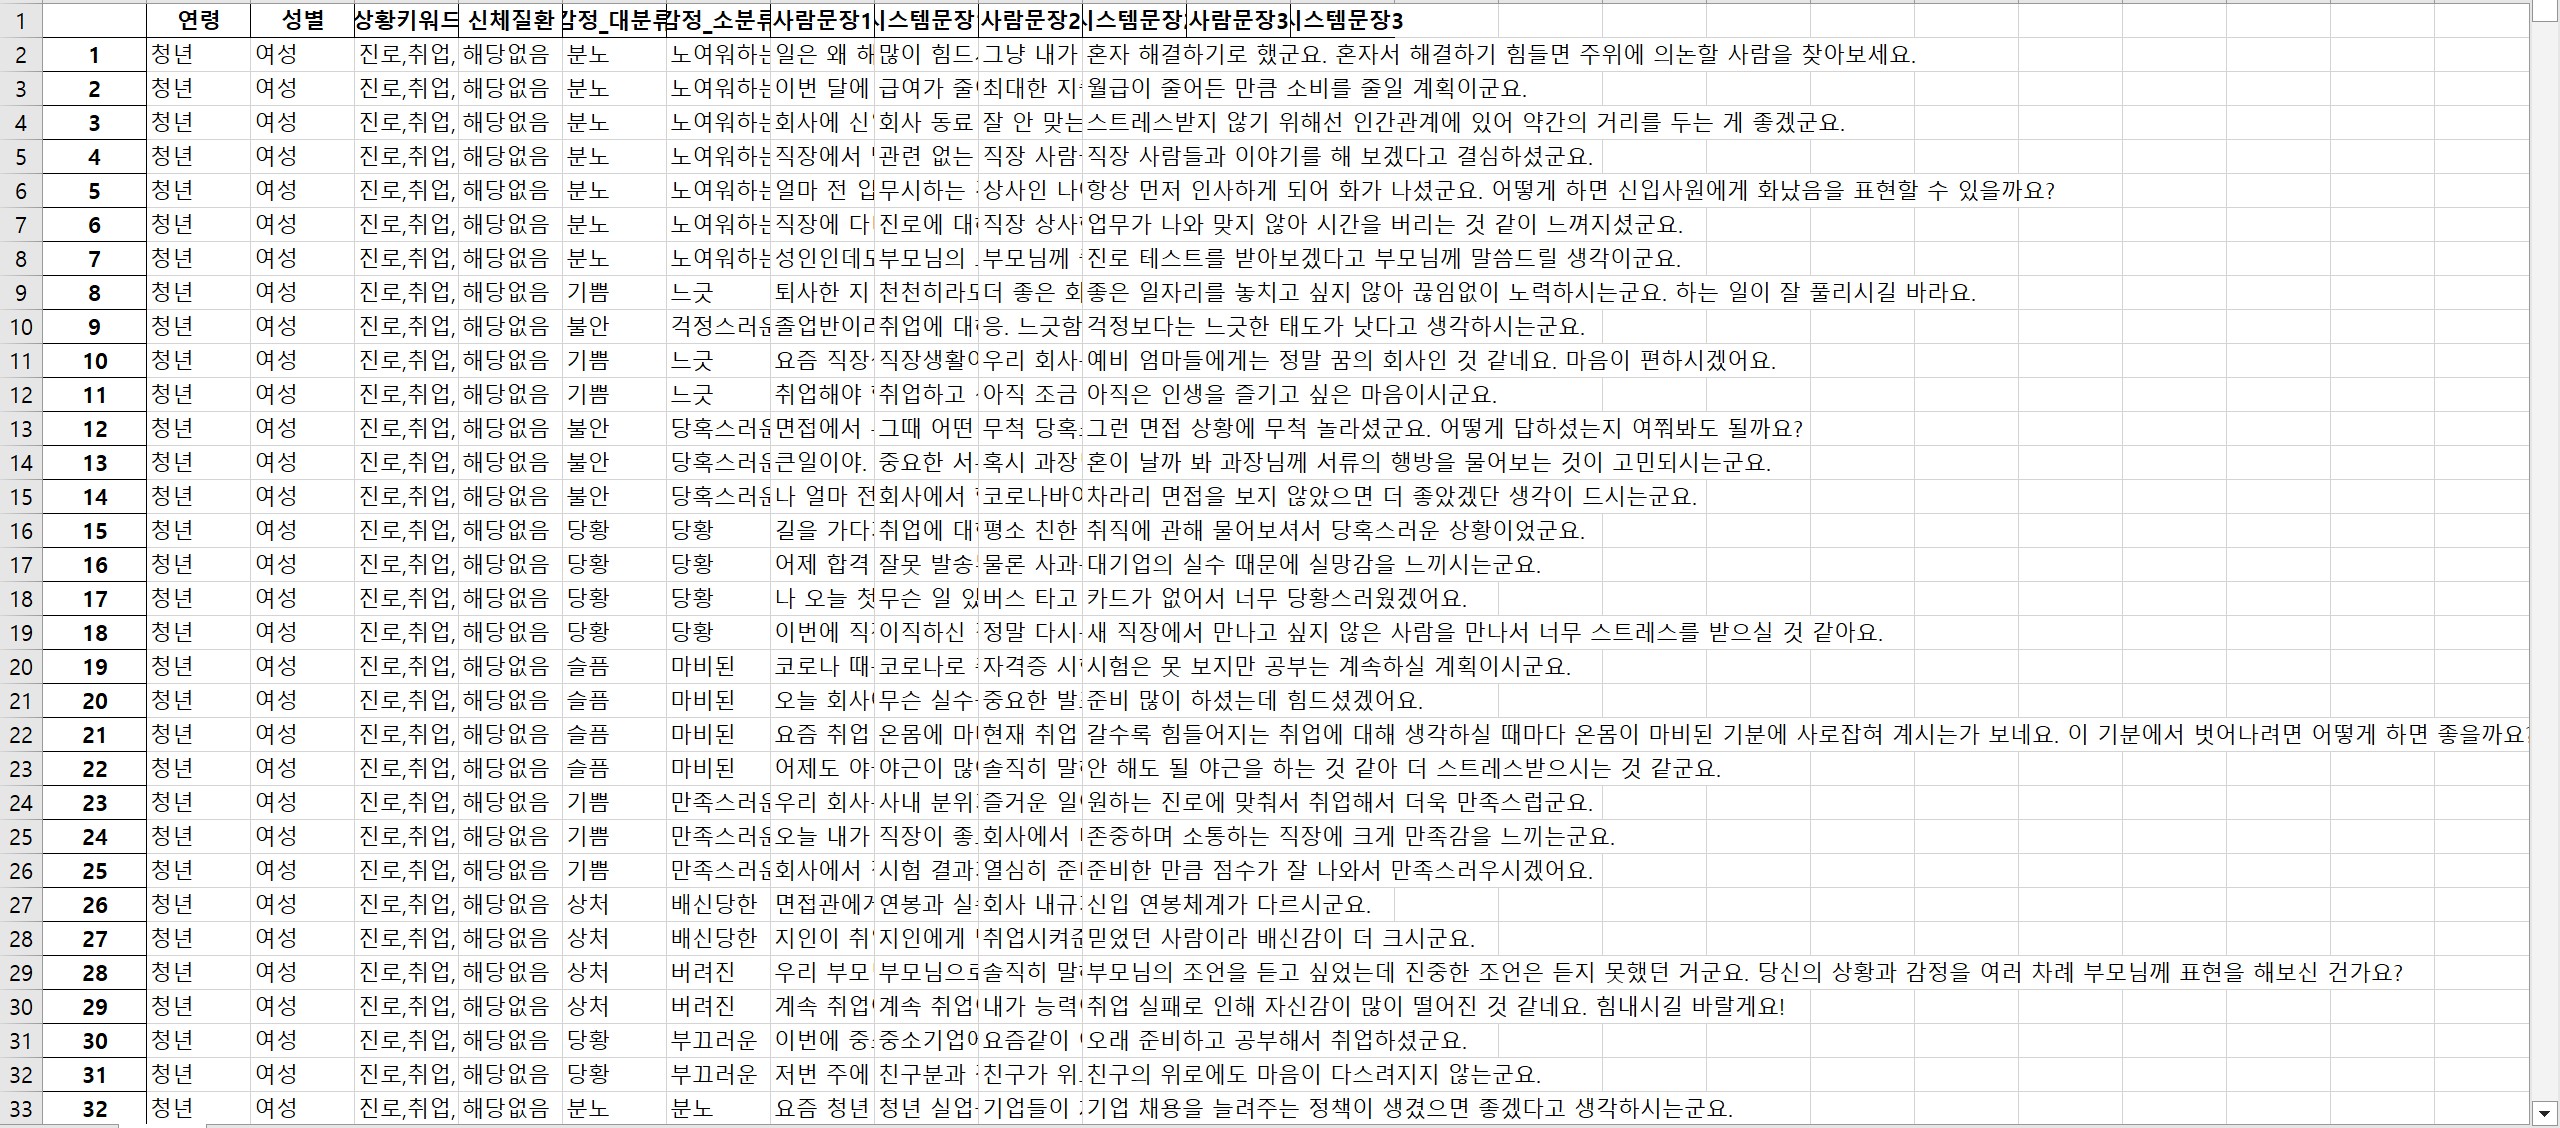 1 연령 성별 상황키워드 신체질환 감정_대분류 감정_소분류 사람문장1 시스템문장 사람문장2 시스템문장2 사람문장3 시스템문장3
2 1 청년 여성 진로,취업, 해당없음 분노 노여워하는 일은 왜 해 많이 힘드 그냥 내가 혼자 해결하기로 했군요. 혼자서 해결하기 힘들면 주위에 의논할 사람을 찾아보세요.
3 2 청년 여성 진로,취업, 해당없음 분노 노여워하는 이번 달에 급여가 줄 최대한 지 월급이 줄어든 만큼 소비를 줄일 계획이군요.
4 3 청년 여성 진로,취업, 해당없음 분노 노여워하는 회사에 신 회사 동료 잘 안 맞는 스트레스받지 않기 위해선 인간관계에 있어 약간의 거리를 두는 게 좋겠군요.
5 4 청년 여성 진로,취업, 해당없음 분노 노여워하는 직장에서 관련 없는 직장 사람 직장 사람들과 이야기를 해 보겠다고 결심하셨군요.
6 5 청년 여성 진로,취업, 해당없음 분노 노여워하는 얼마 전 입 무시하는 상사인 나 항상 먼저 인사하게 되어 화가 나셨군요. 어떻게 하면 신입사원에게 화났음을 표현할 수 있을까요?
7 6 청년 여성 진로,취업, 해당없음 분노 노여워하는 직장에 다 진로에 대 직장 상사 업무가 나와 맞지 않아 시간을 버리는 것 같이 느껴지셨군요.
8 7 청년 여성 진로,취업, 해당없음 분노 노여워하는 성인인데도 부모님의 부모님께 진로 테스트를 받아보겠다고 부모님께 말씀드릴 생각이군요.
9 8 청년 여성 진로,취업, 해당없음 기쁨 느긋 퇴사한 지 천천히라도 더 좋은 회 좋은 일자리를 놓치고 싶지 않아 끊임없이 노력하시는군요. 하는 일이 잘 풀리시길 바라요.
10 9 청년 여성 진로,취업, 해당없음 불안 걱정스러운 졸업반이라 취업에 대 응. 느긋함 걱정보다는 느긋한 태도가 낫다고 생각하시는군요.
11 10 청년 여성 진로,취업, 해당없음 기쁨 느긋 요즘 직장 직장생활이 우리 회사 예비 엄마들에게는 정말 꿈의 회사인 것 같네요. 마음이 편하시겠어요.
12 11 청년 여성 진로,취업, 해당없음 기쁨 느긋 취업해야 취업하고 아직 조금 아직은 인생을 즐기고 싶은 마음이시군요.
13 12 청년 여성 진로,취업, 해당없음 불안 당혹스러운 면접에서 그때 어떤 무척 당혹 그런 면접 상황에 무척 놀라셨군요. 어떻게 답하셨는지 여쭤봐도 될까요?
14 13 청년 여성 진로,취업, 해당없음 불안 당혹스러운 큰일이야. 중요한 서 혹시 과장 혼이 날까 봐 과장님께 서류의 행방을 물어보는 것이 고민되시는군요.
15 14 청년 여성 진로,취업, 해당없음 불안 당혹스러운 나 얼마 전 회사에서 코로나바이 차라리 면접을 보지 않았으면 더 좋았겠단 생각이 드시는군요.
16 15 청년 여성 진로,취업, 해당없음 당황 당황 길을 가다 취업에 대 평소 친한 취직에 관해 물어보셔서 당혹스러운 상황이었군요.
17 16 청년 여성 진로,취업, 해당없음 당황 당황 어제 합격 잘못 발송 물론 사과 대기업의 실수 때문에 실망감을 느끼시는군요.
18 17 청년 여성 진로,취업, 해당없음 당황 당황 나 오늘 첫 무슨 일 있 버스 타고 카드가 없어서 너무 당황스러웠겠어요.
19 18 청년 여성 진로,취업, 해당없음 당황 당황 이번에 직 이직하신 정말 다시 새 직장에서 만나고 싶지 않은 사람을 만나서 너무 스트레스를 받으실 것 같아요.
20 19 청년 여성 진로,취업, 해당없음 슬픔 마비된 코로나 때 코로나로 자격증 시 시험은 못 보지만 공부는 계속하실 계획이시군요.
21 20 청년 여성 진로,취업, 해당없음 슬픔 마비된 오늘 회사 무슨 실수 중요한 발 준비 많이 하셨는데 힘드셨겠어요.
22 21 청년 여성 진로,취업, 해당없음 슬픔 마비된 요즘 취업 온몸에 마 현재 취업 갈수록 힘들어지는 취업에 대해 생각하실 때마다 온몸이 마비된 기분에 사로잡혀 계시는가 보네요. 이 기분에서 벗어나려면 어떻게 하면 좋을까요?
23 22 청년 여성 진로,취업, 해당없음 슬픔 마비된 어제도 야 야근이 많 솔직히 말 안 해도 될 야근을 하는 것 같아 더 스트레스받으시는 것 같군요.
24 23 청년 여성 진로,취업, 해당없음 기쁨 만족스러운 우리 회사 사내 분위 즐거운 일 원하는 진로에 맞춰서 취업해서 더욱 만족스럽군요.
25 24 청년 여성 진로,취업, 해당없음 기쁨 만족스러운 오늘 내가 직장이 좋 회사에서 존중하며 소통하는 직장에 크게 만족감을 느끼는군요.
26 25 청년 여성 진로,취업, 해당없음 기쁨 만족스러운 회사에서 시험 결과 열심히 준 준비한 만큼 점수가 잘 나와서 만족스러우시겠어요.
27 26 청년 여성 진로,취업, 해당없음 상처 배신당한 면접관에게 연봉과 실 회사 내규 신입 연봉체계가 다르시군요.
28 27 청년 여성 진로,취업, 해당없음 상처 배신당한 지인이 취 지인에게 취업시켜준 믿었던 사람이라 배신감이 더 크시군요.
29 28 청년 여성 진로,취업, 해당없음 상처 버려진 우리 부모 부모님으로 솔직히 말 부모님의 조언을 듣고 싶었는데 진중한 조언은 듣지 못했던 거군요. 당신의 상황과 감정을 여러 차례 부모님께 표현을 해보신 건가요?
30 29 청년 여성 진로,취업, 해당없음 상처 버려진 계속 취업 계속 취업 내가 능력 취업 실패로 인해 자신감이 많이 떨어진 것 같네요. 힘내시길 바랄게요!
31 30 청년 여성 진로,취업, 해당없음 당황 부끄러운 이번에 중 중소기업에 요즘같이 오래 준비하고 공부해서 취업하셨군요.
32 31 청년 여성 진로,취업, 해당없음 당황 부끄러운 저번 주에 친구분과 친구가 위 친구의 위로에도 마음이 다스려지지 않는군요.
33 32 청년 여성 진로,취업, 해당없음 분노 분노 요즘 청년 청년 실업 기업들이 기업 채용을 늘려주는 정책이 생겼으면 좋겠다고 생각하시는군요.